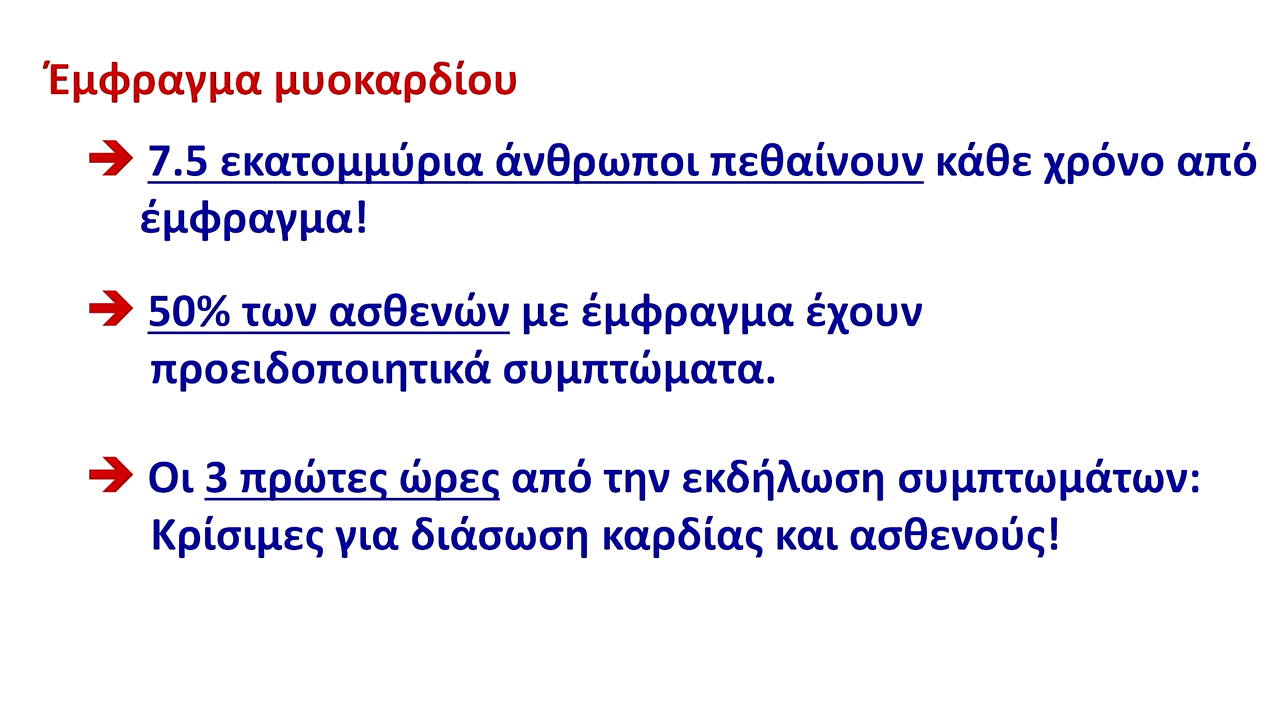 Έμφραγμα μυοκαρδίου
➔ 7.5 εκατομμύρια άνθρωποι πεθαίνουν κάθε χρόνο από
έμφραγμα!
➔ 50% των ασθενών με έμφραγμα έχουν
προειδοποιητικά συμπτώματα.
➔ Οι 3 πρώτες ώρες από την εκδήλωση συμπτωμάτων:
Κρίσιμες για διάσωση καρδίας και ασθενούς!